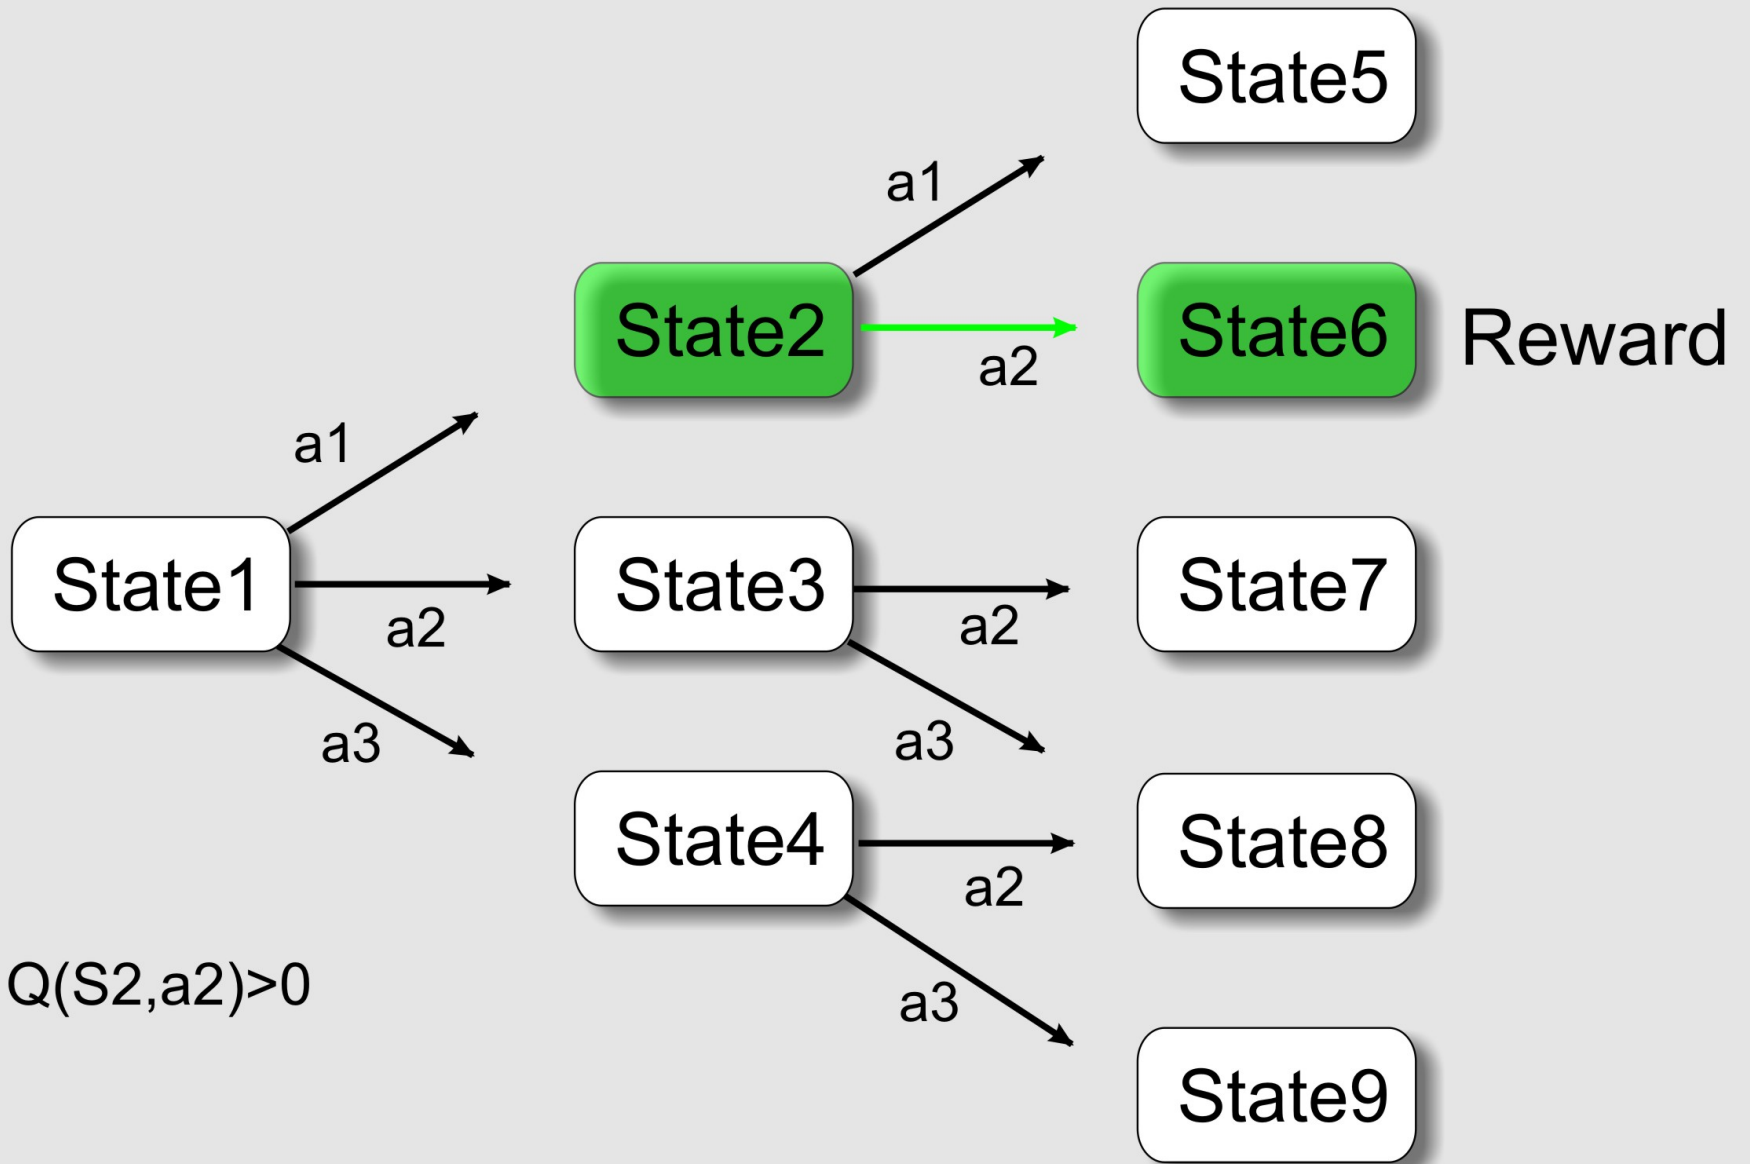 State5
a1
State2
a2
State6
Reward
a1
State1
a2
State3
a2
State7
a3
a3
State4
a2
State8
Q(S2,a2)>0
a3
State9